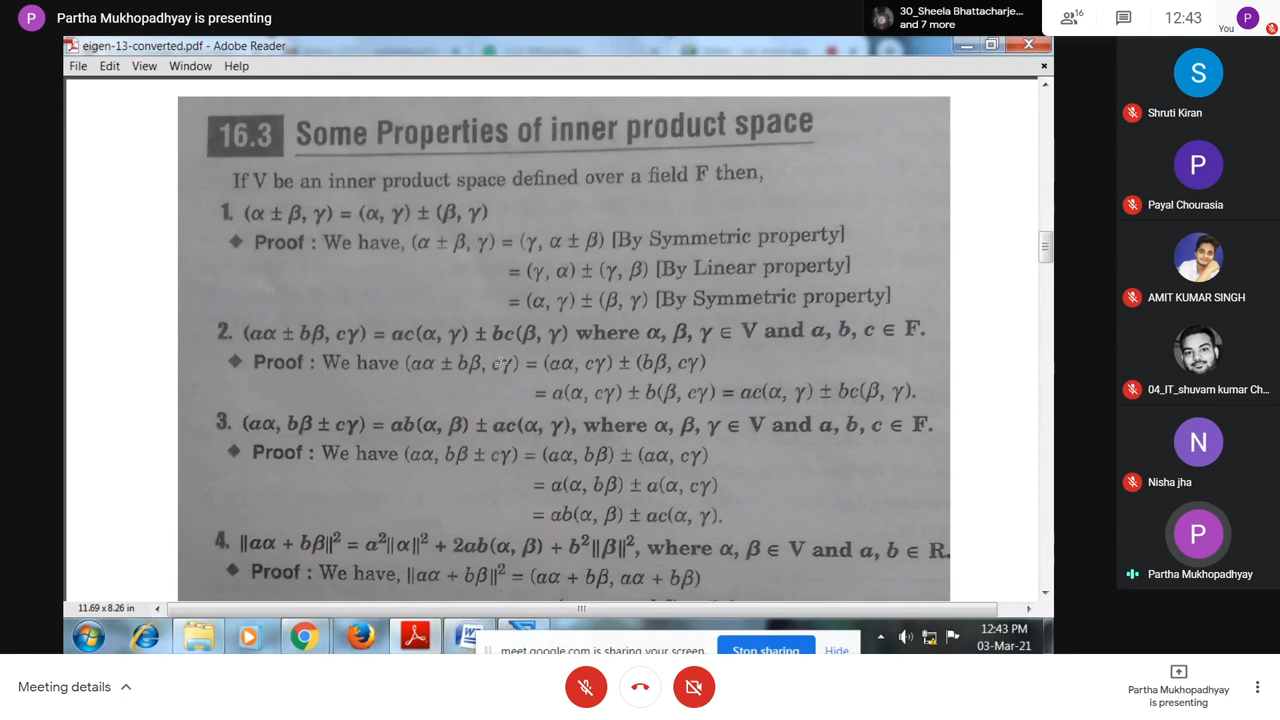 P Partha Mukhopadhyay is presenting
30_Sheela Bhattacharje...
and 7 more
16
12:43
You P
eigen-13-converted.pdf - Adobe Reader
File Edit View Window Help
16.3 Some Properties of inner product space
If V be an inner product space defined over a field F then,
1. (α ± β, γ) = (α, γ) ± (β, γ)
◆ Proof : We have, (α ± β, γ) = (γ, α ± β) [By Symmetric property]
= (γ, α) ± (γ, β) [By Linear property]
= (α, γ) ± (β, γ) [By Symmetric property]
2. (aα ± bβ, cγ) = ac(α, γ) ± bc(β, γ) where α, β, γ ∈ V and a, b, c ∈ F.
◆ Proof : We have (aα ± bβ, cγ) = (aα, cγ) ± (bβ, cγ)
= a(α, cγ) ± b(β, cγ) = ac(α, γ) ± bc(β, γ).
3. (aα, bβ ± cγ) = ab(α, β) ± ac(α, γ), where α, β, γ ∈ V and a, b, c ∈ F.
◆ Proof : We have (aα, bβ ± cγ) = (aα, bβ) ± (aα, cγ)
= a(α, bβ) ± a(α, cγ)
= ab(α, β) ± ac(α, γ).
4. ||aα + bβ||² = a²||α||² + 2ab(α, β) + b²||β||², where α, β ∈ V and a, b ∈ R.
◆ Proof : We have, ||aα + bβ||² = (aα + bβ, aα + bβ)
11.69 x 8.26 in
meet.google.com is sharing your screen.
Stop sharing
Hide
12:43 PM
03-Mar-21
S
Shruti Kiran
P
Payal Chourasia
AMIT KUMAR SINGH
04_IT_shuvam kumar Ch...
N
Nisha jha
P
Partha Mukhopadhyay
Meeting details
Partha Mukhopadhyay
is presenting